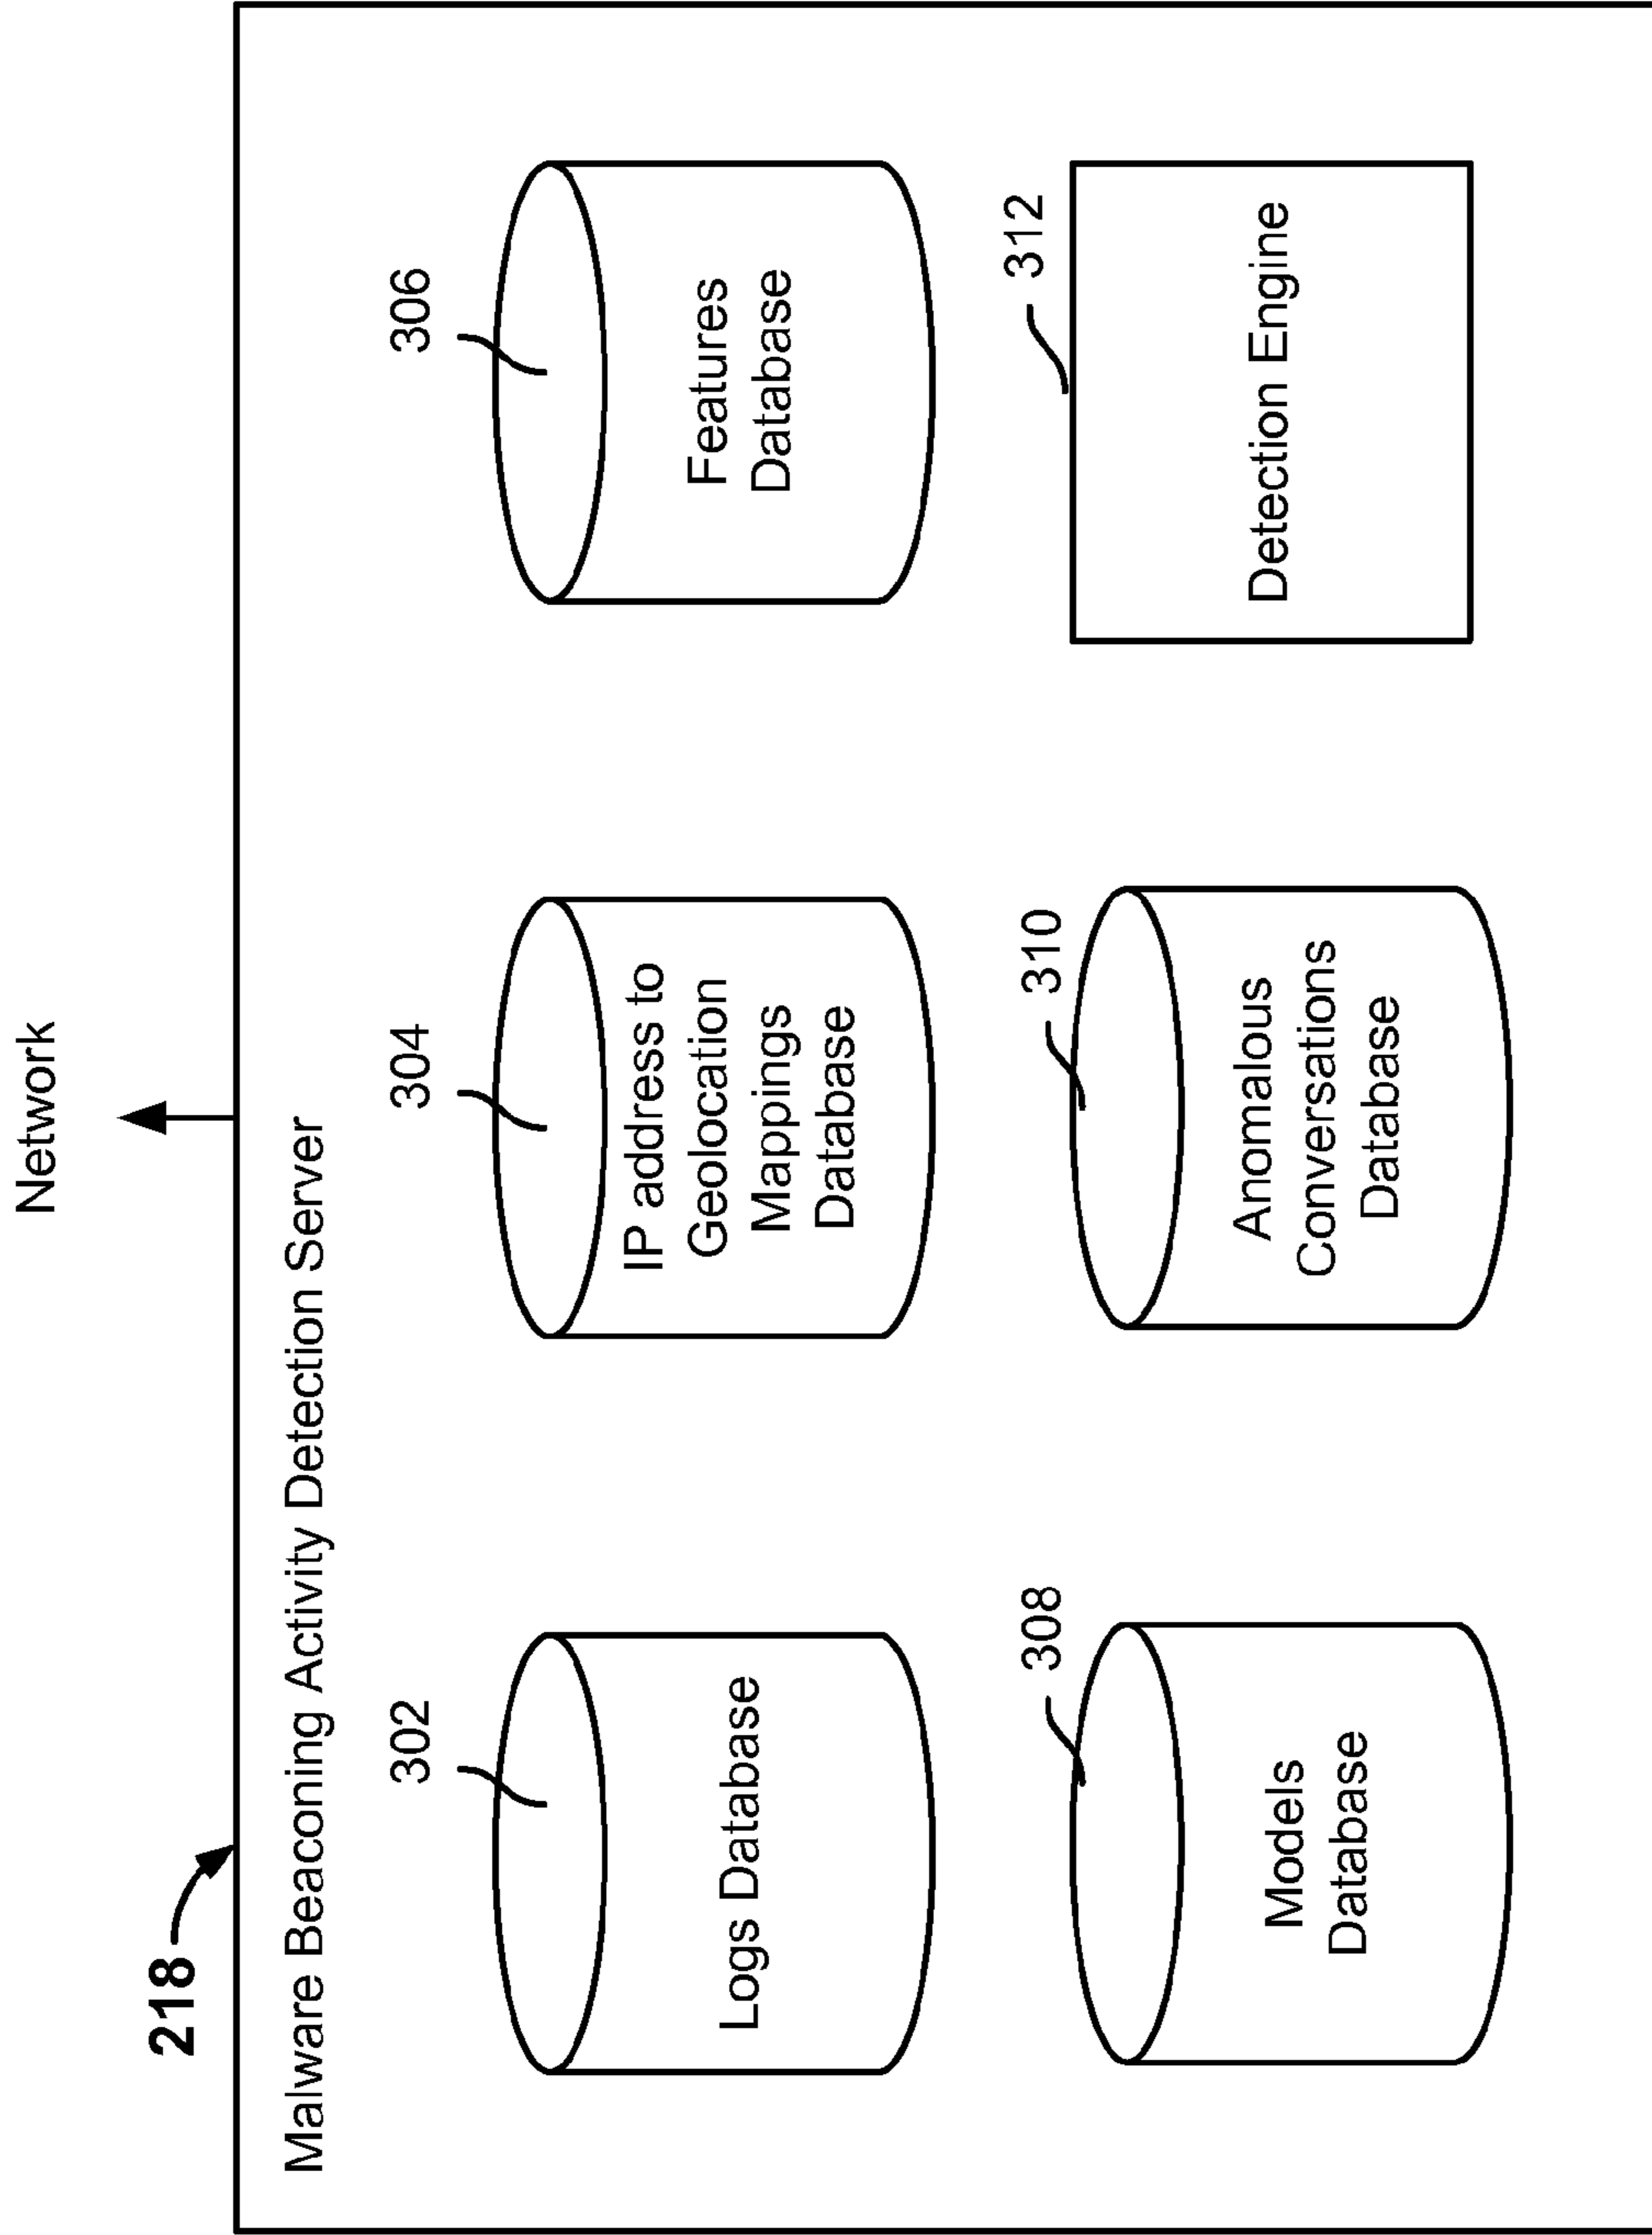 Network
218
Malware Beaconing Activity Detection Server
302
Logs Database
304
IP address to
Geolocation
Mappings
Database
306
Features
Database
308
Models
Database
310
Anomalous
Conversations
Database
312
Detection Engine